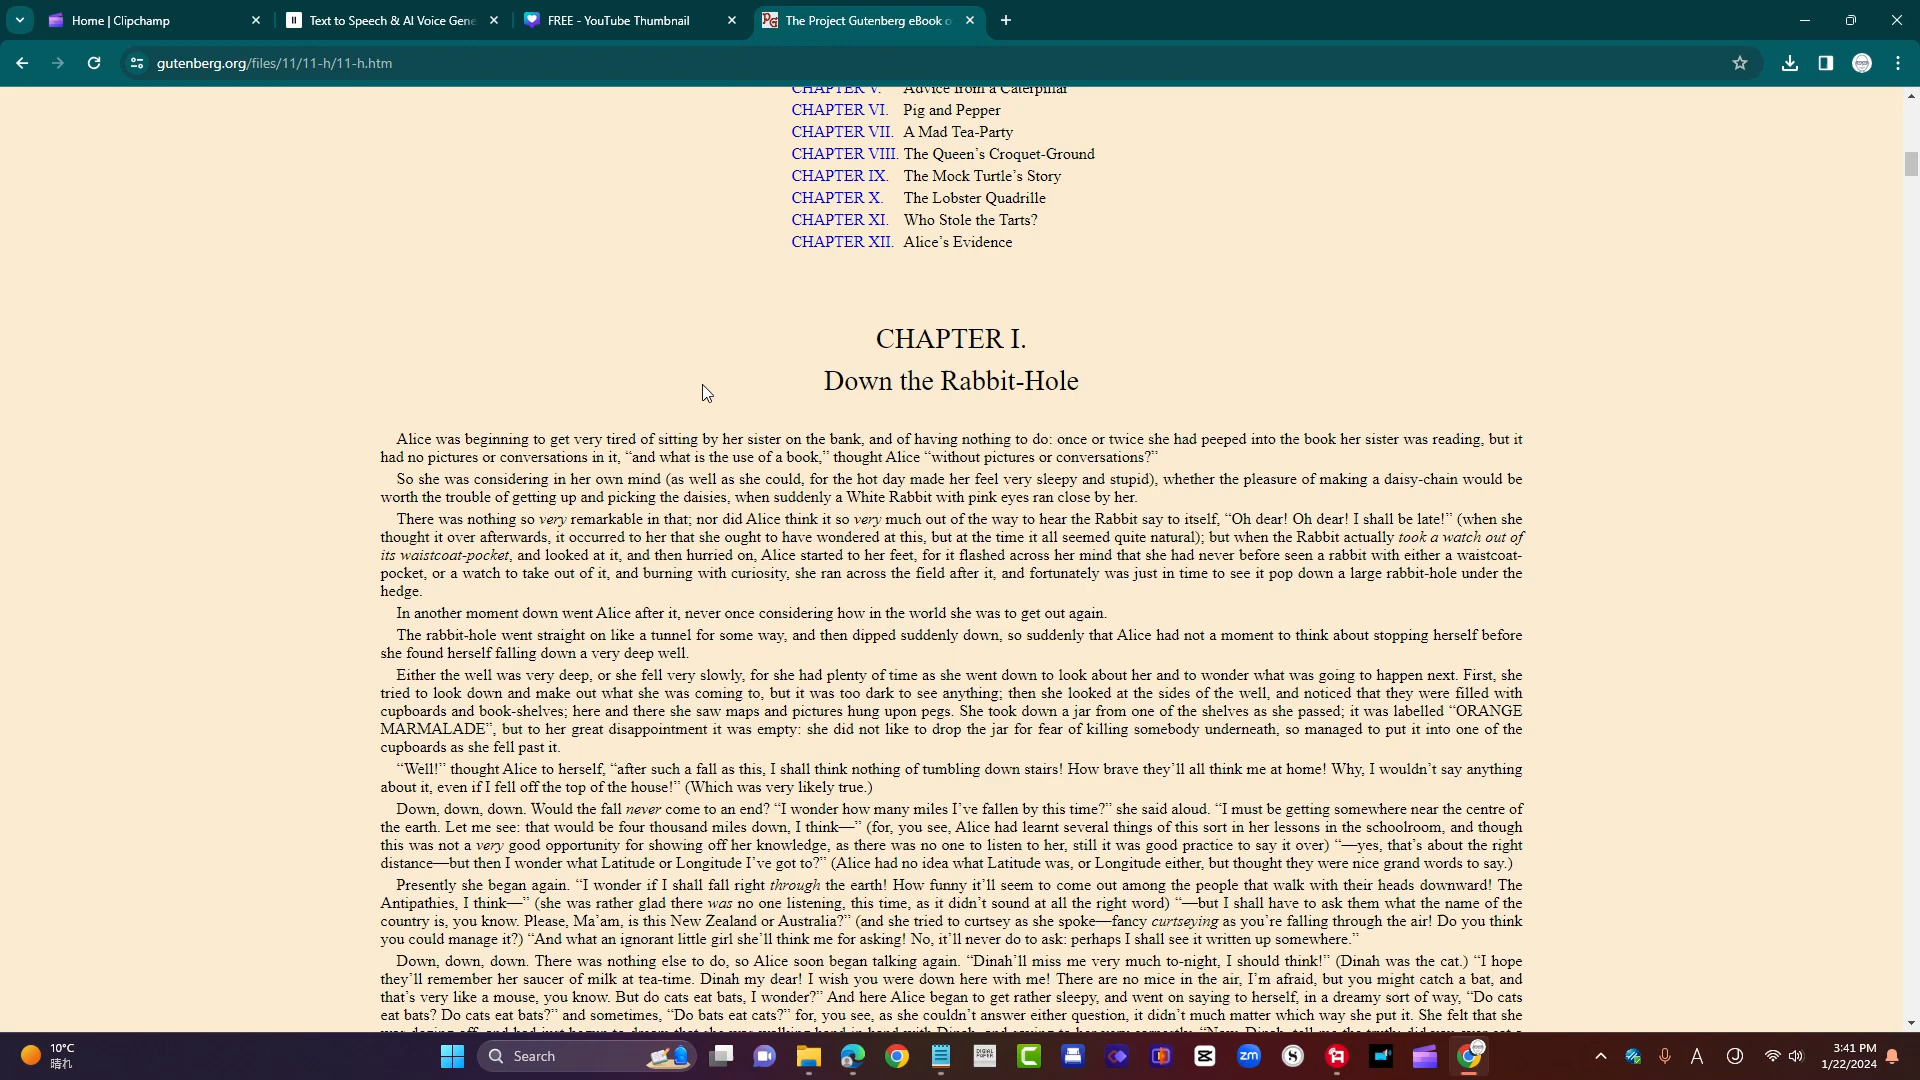 Home | Clipchamp
Text to Speech & AI Voice Gene
FREE - YouTube Thumbnail
The Project Gutenberg eBook o
gutenberg.org/files/11/11-h/11-h.htm
CHAPTER V. Advice from a Caterpillar
CHAPTER VI. Pig and Pepper
CHAPTER VII. A Mad Tea-Party
CHAPTER VIII. The Queen’s Croquet-Ground
CHAPTER IX. The Mock Turtle’s Story
CHAPTER X. The Lobster Quadrille
CHAPTER XI. Who Stole the Tarts?
CHAPTER XII. Alice’s Evidence
CHAPTER I.
Down the Rabbit-Hole
Alice was beginning to get very tired of sitting by her sister on the bank, and of having nothing to do: once or twice she had peeped into the book her sister was reading, but it
had no pictures or conversations in it, “and what is the use of a book,” thought Alice “without pictures or conversations?”
So she was considering in her own mind (as well as she could, for the hot day made her feel very sleepy and stupid), whether the pleasure of making a daisy-chain would be
worth the trouble of getting up and picking the daisies, when suddenly a White Rabbit with pink eyes ran close by her.
There was nothing so very remarkable in that; nor did Alice think it so very much out of the way to hear the Rabbit say to itself, “Oh dear! Oh dear! I shall be late!” (when she
thought it over afterwards, it occurred to her that she ought to have wondered at this, but at the time it all seemed quite natural); but when the Rabbit actually took a watch out of
its waistcoat-pocket, and looked at it, and then hurried on, Alice started to her feet, for it flashed across her mind that she had never before seen a rabbit with either a waistcoat-
pocket, or a watch to take out of it, and burning with curiosity, she ran across the field after it, and fortunately was just in time to see it pop down a large rabbit-hole under the
hedge.
In another moment down went Alice after it, never once considering how in the world she was to get out again.
The rabbit-hole went straight on like a tunnel for some way, and then dipped suddenly down, so suddenly that Alice had not a moment to think about stopping herself before
she found herself falling down a very deep well.
Either the well was very deep, or she fell very slowly, for she had plenty of time as she went down to look about her and to wonder what was going to happen next. First, she
tried to look down and make out what she was coming to, but it was too dark to see anything; then she looked at the sides of the well, and noticed that they were filled with
cupboards and book-shelves; here and there she saw maps and pictures hung upon pegs. She took down a jar from one of the shelves as she passed; it was labelled “ORANGE
MARMALADE”, but to her great disappointment it was empty: she did not like to drop the jar for fear of killing somebody underneath, so managed to put it into one of the
cupboards as she fell past it.
“Well!” thought Alice to herself, “after such a fall as this, I shall think nothing of tumbling down stairs! How brave they’ll all think me at home! Why, I wouldn’t say anything
about it, even if I fell off the top of the house!” (Which was very likely true.)
Down, down, down. Would the fall never come to an end? “I wonder how many miles I’ve fallen by this time?” she said aloud. “I must be getting somewhere near the centre of
the earth. Let me see: that would be four thousand miles down, I think—” (for, you see, Alice had learnt several things of this sort in her lessons in the schoolroom, and though
this was not a very good opportunity for showing off her knowledge, as there was no one to listen to her, still it was good practice to say it over) “—yes, that’s about the right
distance—but then I wonder what Latitude or Longitude I’ve got to?” (Alice had no idea what Latitude was, or Longitude either, but thought they were nice grand words to say.)
Presently she began again. “I wonder if I shall fall right through the earth! How funny it’ll seem to come out among the people that walk with their heads downward! The
Antipathies, I think—” (she was rather glad there was no one listening, this time, as it didn’t sound at all the right word) “—but I shall have to ask them what the name of the
country is, you know. Please, Ma’am, is this New Zealand or Australia?” (and she tried to curtsey as she spoke—fancy curtseying as you’re falling through the air! Do you think
you could manage it?) “And what an ignorant little girl she’ll think me for asking! No, it’ll never do to ask: perhaps I shall see it written up somewhere.”
Down, down, down. There was nothing else to do, so Alice soon began talking again. “Dinah’ll miss me very much to-night, I should think!” (Dinah was the cat.) “I hope
they’ll remember her saucer of milk at tea-time. Dinah my dear! I wish you were down here with me! There are no mice in the air, I’m afraid, but you might catch a bat, and
that’s very like a mouse, you know. But do cats eat bats, I wonder?” And here Alice began to get rather sleepy, and went on saying to herself, in a dreamy sort of way, “Do cats
eat bats? Do cats eat bats?” and sometimes, “Do bats eat cats?” for, you see, as she couldn’t answer either question, it didn’t much matter which way she put it. She felt that she
10°C
晴れ
Search
3:41 PM
1/22/2024